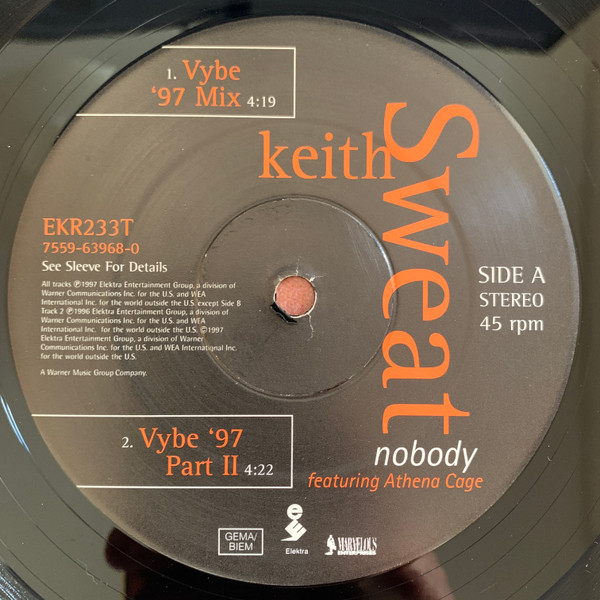 1. Vybe
‘97 Mix 4:19
keith
Sweat
EKR233T
7559-63968-0
See Sleeve For Details
All tracks ℗1997 Elektra Entertainment Group, a division of
Warner Communications Inc. for the U.S. and WEA
International Inc. for the world outside the U.S. except Side B
Track 2 ℗1996 Elektra Entertainment Group, a division of
Warner Communications Inc. for the U.S. and WEA
International Inc. for the world outside the U.S. ©1997
Elektra Entertainment Group, a division of Warner
Communications Inc. for the U.S. and WEA International Inc.
for the world outside the U.S.
A Warner Music Group Company.
SIDE A
STEREO
45 rpm
2. Vybe ‘97
Part II 4:22
nobody
featuring Athena Cage
GEMA/
BIEM
Elektra
MARVELOUS
ENTERPRISES